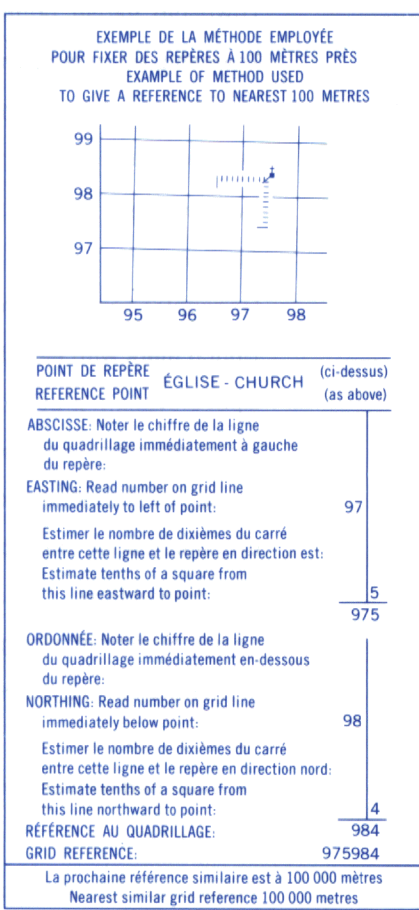 EXEMPLE DE LA MÉTHODE EMPLOYÉE
POUR FIXER DES REPÈRES À 100 MÈTRES PRÈS
EXAMPLE OF METHOD USED
TO GIVE A REFERENCE TO NEAREST 100 METRES
99
98
97
95 96 97 98
POINT DE REPÈRE ÉGLISE - CHURCH (ci-dessus)
REFERENCE POINT (as above)
ABSCISSE: Noter le chiffre de la ligne
du quadrillage immédiatement à gauche
du repère:
EASTING: Read number on grid line
immediately to left of point: 97
Estimer le nombre de dixièmes du carré
entre cette ligne et le repère en direction est:
Estimate tenths of a square from
this line eastward to point: 5
975
ORDONNÉE: Noter le chiffre de la ligne
du quadrillage immédiatement en-dessous
du repère:
NORTHING: Read number on grid line
immediately below point: 98
Estimer le nombre de dixièmes du carré
entre cette ligne et le repère en direction nord:
Estimate tenths of a square from
this line northward to point: 4
RÉFÉRENCE AU QUADRILLAGE: 984
GRID REFERENCE: 975984
La prochaine référence similaire est à 100 000 mètres
Nearest similar grid reference 100 000 metres